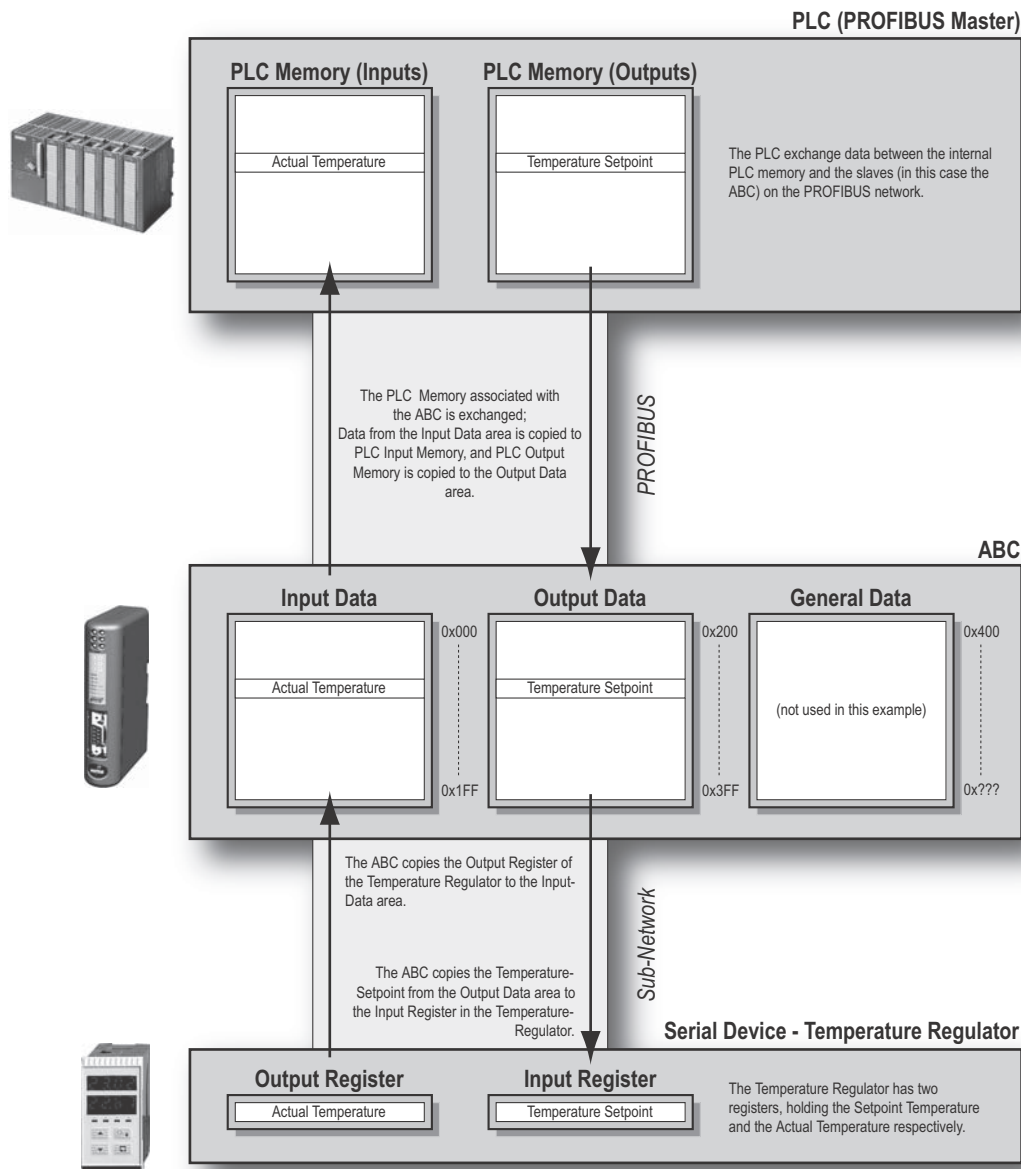 PLC (PROFIBUS Master)
PLC Memory (Inputs)
PLC Memory (Outputs)
Actual Temperature
Temperature Setpoint
The PLC exchange data between the internal
PLC memory and the slaves (in this case the
ABC) on the PROFIBUS network.
The PLC Memory associated with
the ABC is exchanged;
Data from the Input Data area is copied to
PLC Input Memory, and PLC Output
Memory is copied to the Output Data
area.
PROFIBUS
ABC
Input Data
Output Data
General Data
0x000
0x200
0x400
Actual Temperature
Temperature Setpoint
(not used in this example)
0x1FF
0x3FF
0x???
The ABC copies the Output Register of
the Temperature Regulator to the Input-
Data area.
The ABC copies the Temperature-
Setpoint from the Output Data area to
the Input Register in the Temperature-
Regulator.
Sub-Network
Serial Device - Temperature Regulator
Output Register
Input Register
Actual Temperature
Temperature Setpoint
The Temperature Regulator has two
registers, holding the Setpoint Temperature
and the Actual Temperature respectively.